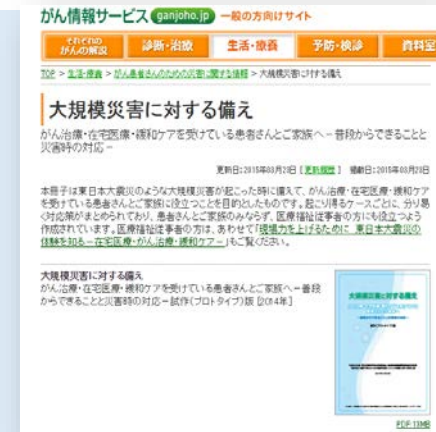 がん情報サービス ganjoho.jp 一般の方向けサイト
それぞれの
がんの解説 診断・治療 生活・療養 予防・検診 資料室
TOP > 生活・療養 > がん患者さんのための災害に関する情報 > 大規模災害に対する備え
大規模災害に対する備え
がん治療・在宅医療・緩和ケアを受けている患者さんとご家族へ－普段からできることと
災害時の対応－
更新日:2015年08月28日 [ 更新履歴 ] 掲載日:2015年03月23日
本冊子は東日本大震災のような大規模災害が起こった時に備えて、がん治療・在宅医療・緩和ケア
を受けている患者さんとご家族に役立つことを目的としたものです。起こり得るケースごとに、分り易
く対応策がまとめられており、患者さんとご家族のみならず、医療福祉従事者の方にも役立つよう
作成されています。医療福祉従事者の方は、あわせて「現場力を上げるために 東日本大震災の
体験を知る－在宅医療・がん治療・緩和ケア－」もご覧ください。
大規模災害に対する備え
がん治療・在宅医療・緩和ケアを受けている患者さんとご家族へ－普段
からできることと災害時の対応－試作(プロトタイプ)版 [2014年]
大規模災害に対する備え
PDF 13MB